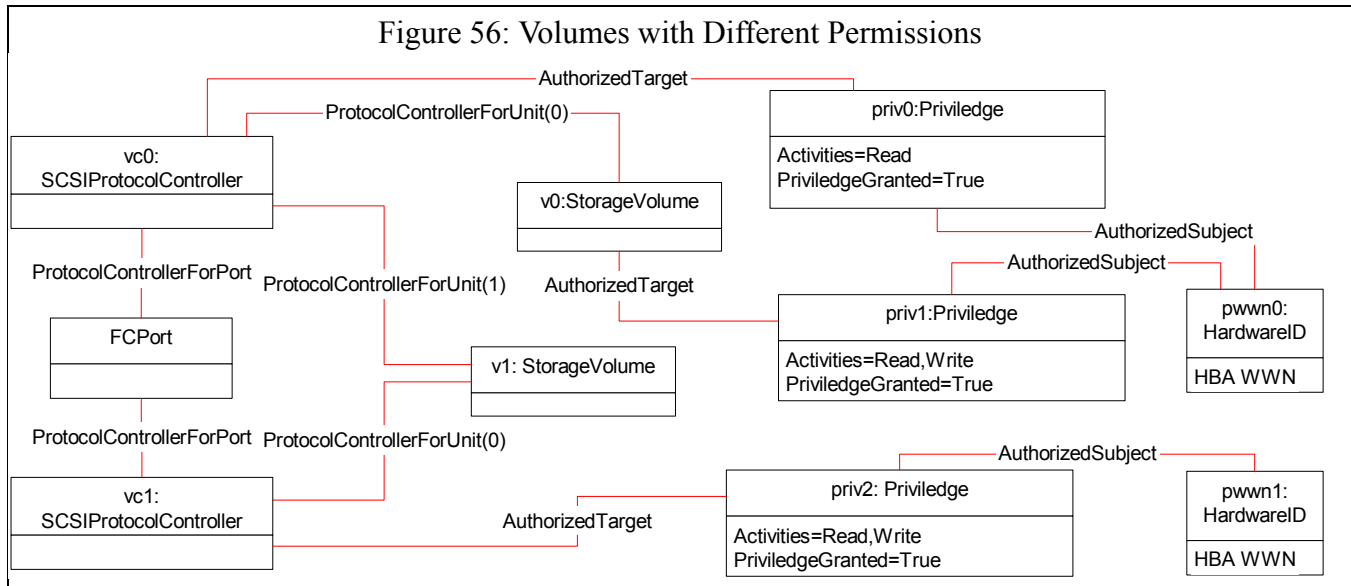 Figure 56: Volumes with Different Permissions
AuthorizedTarget
ProtocolControllerForUnit(0)
priv0:Priviledge
Activities=Read
PriviledgeGranted=True
vc0:
SCSIProtocolController
v0:StorageVolume
AuthorizedSubject
ProtocolControllerForPort
ProtocolControllerForUnit(1)
AuthorizedTarget
AuthorizedSubject
priv1:Priviledge
Activities=Read,Write
PriviledgeGranted=True
pwwn0:
HardwareID
HBA WWN
FCPort
v1: StorageVolume
ProtocolControllerForPort
ProtocolControllerForUnit(0)
AuthorizedSubject
vc1:
SCSIProtocolController
AuthorizedTarget
priv2: Priviledge
Activities=Read,Write
PriviledgeGranted=True
pwwn1:
HardwareID
HBA WWN